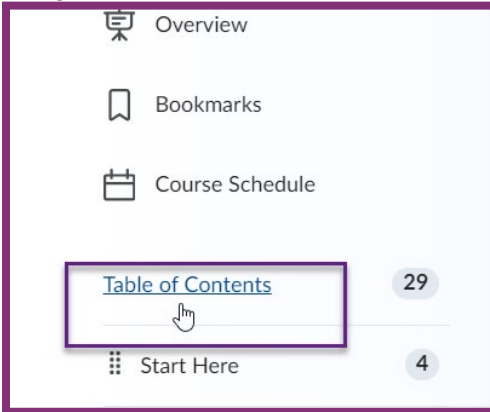 Overview
Bookmarks
Course Schedule
Table of Contents 29
Start Here 4